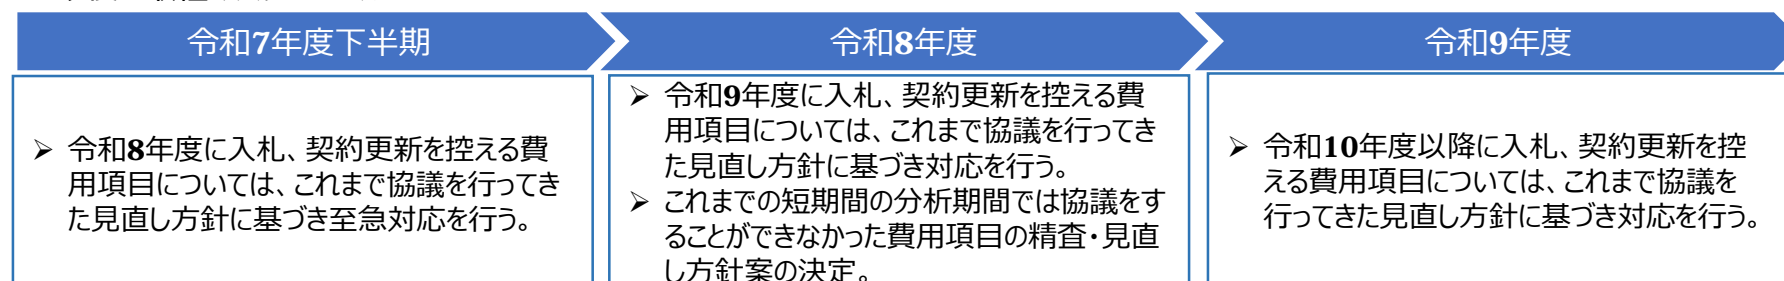 令和7年度下半期
令和8年度
令和9年度
➢ 令和8年度に入札、契約更新を控える費
用項目については、これまで協議を行ってき
た見直し方針に基づき至急対応を行う。
➢ 令和9年度に入札、契約更新を控える費
用項目については、これまで協議を行ってき
た見直し方針に基づき対応を行う。
➢ これまでの短期間の分析期間では協議をす
ることができなかった費用項目の精査・見直
し方針案の決定。
➢ 令和10年度以降に入札、契約更新を控
える費用項目については、これまで協議を
行ってきた見直し方針に基づき対応を行う。